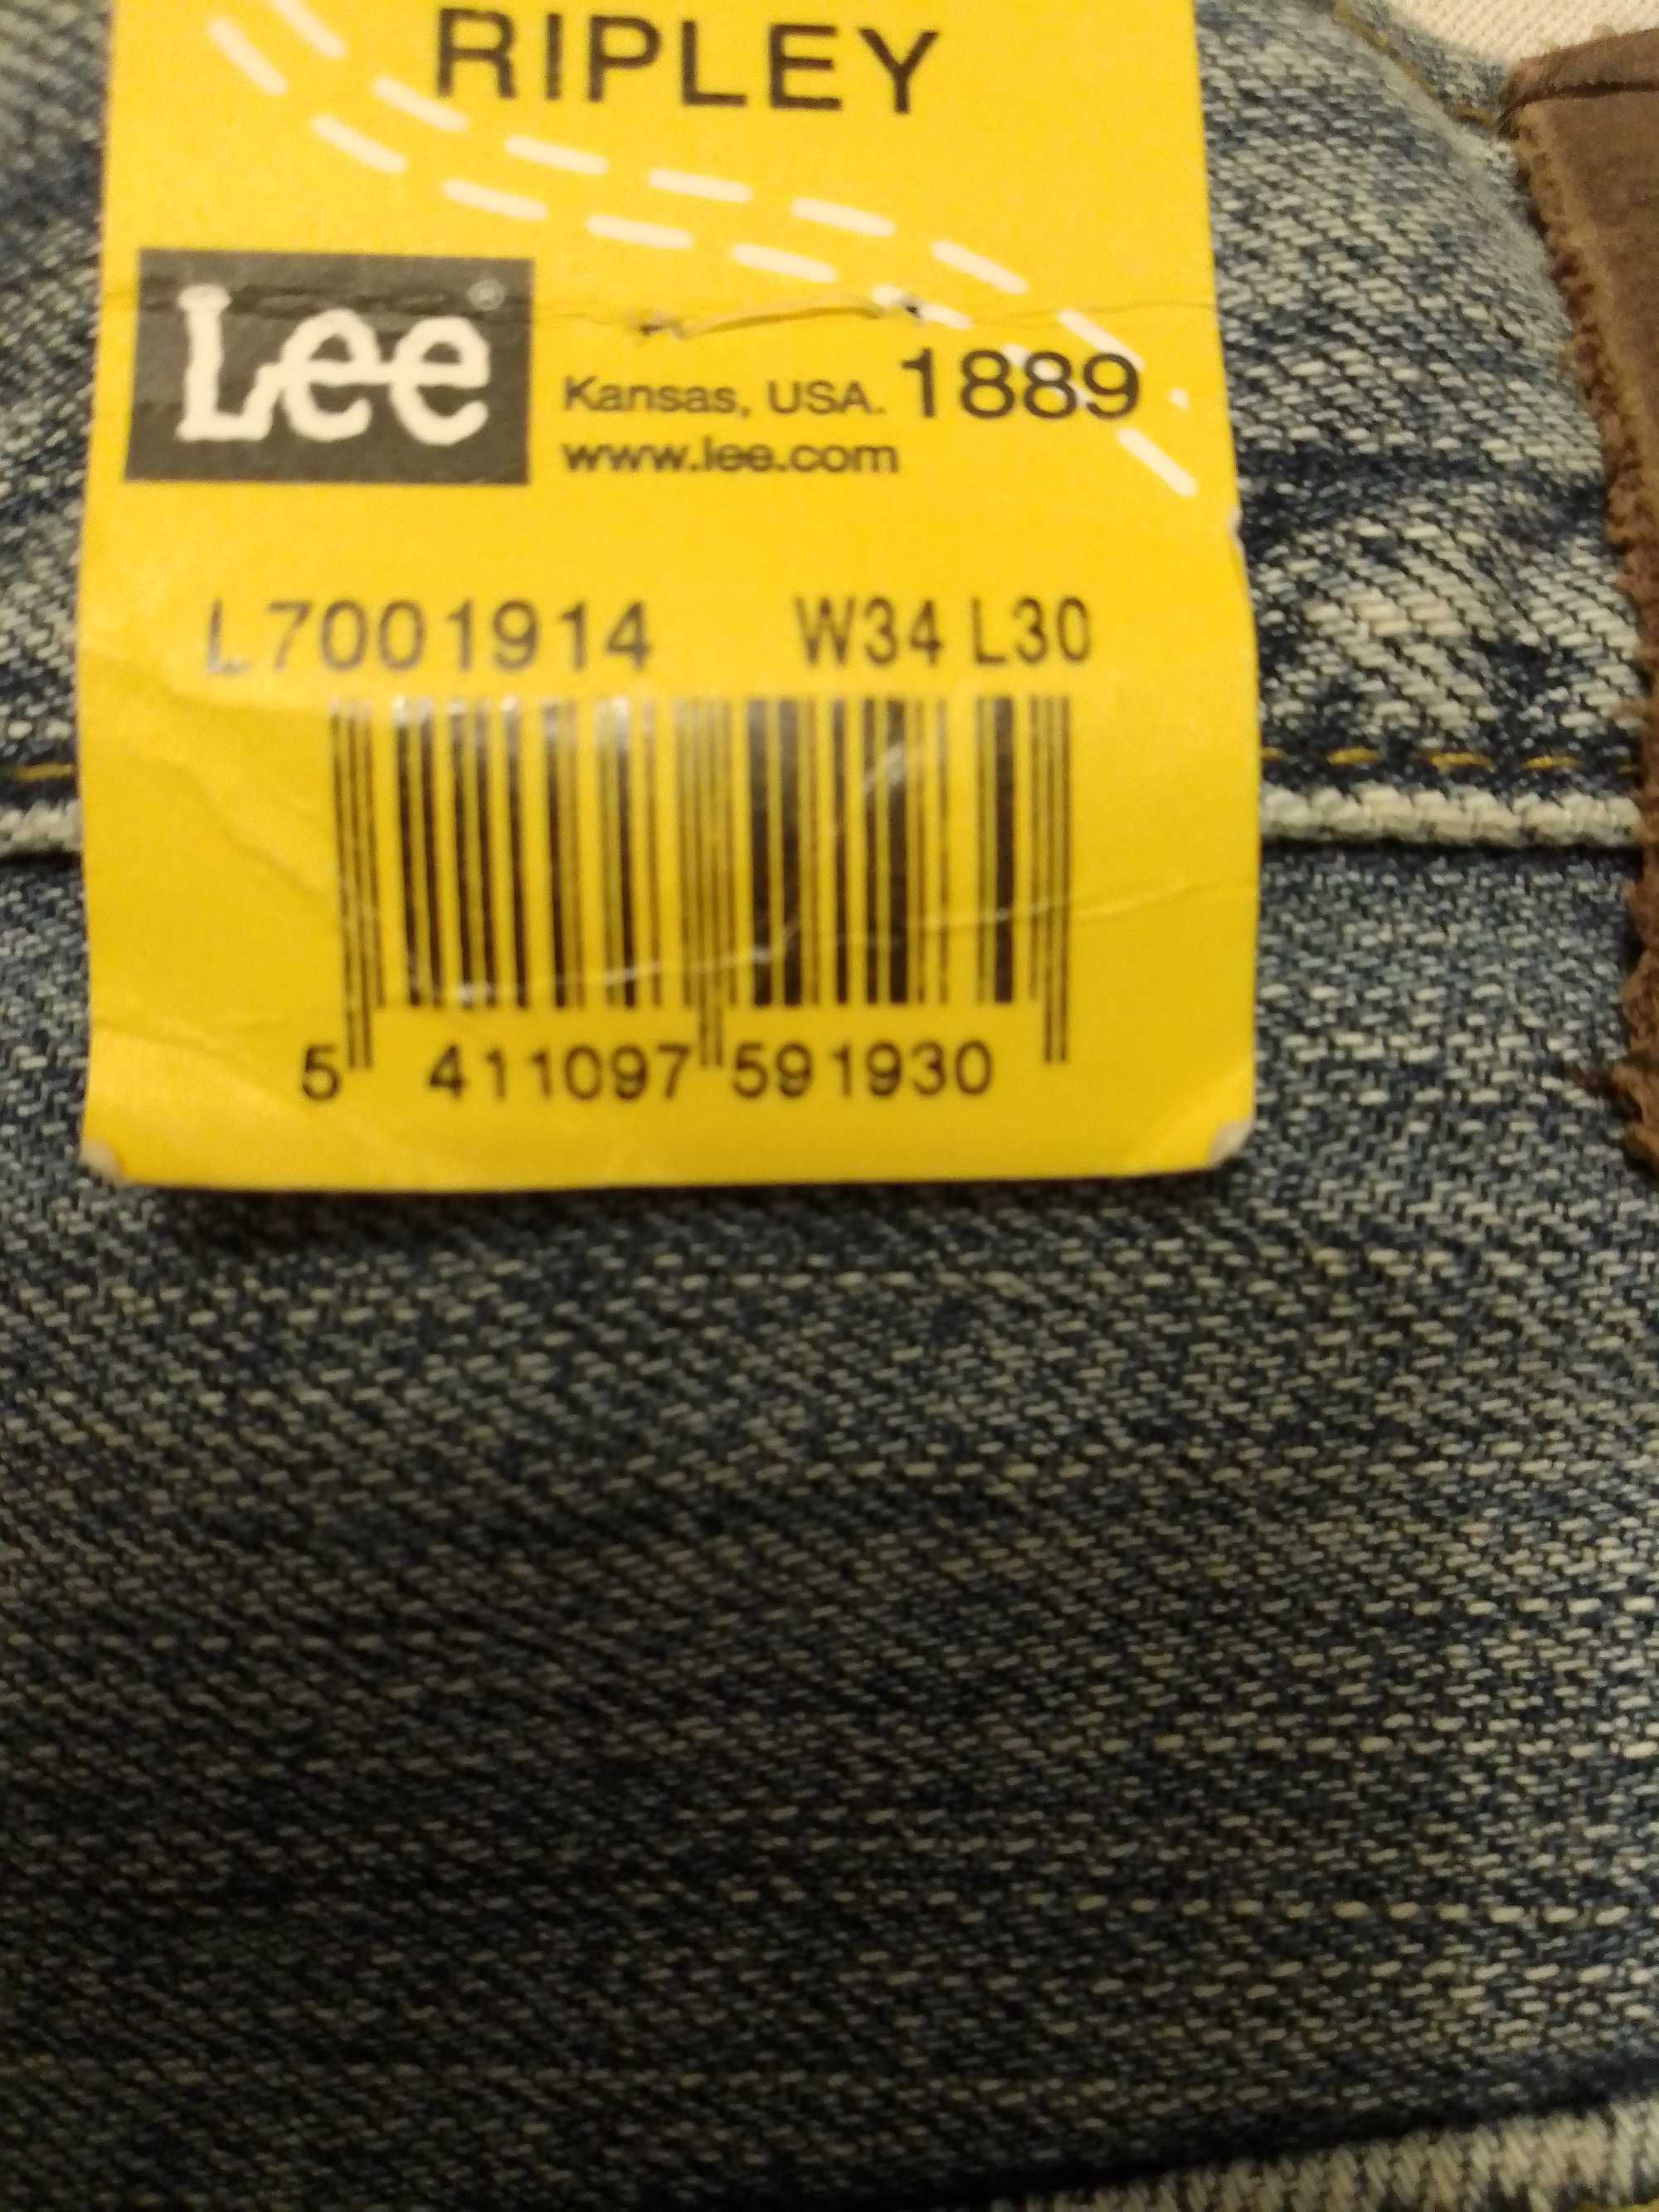 RIPLEY
Lee®
Kansas, USA. 1889
www.lee.com
L7001914 W34 L30
5 411097 591930